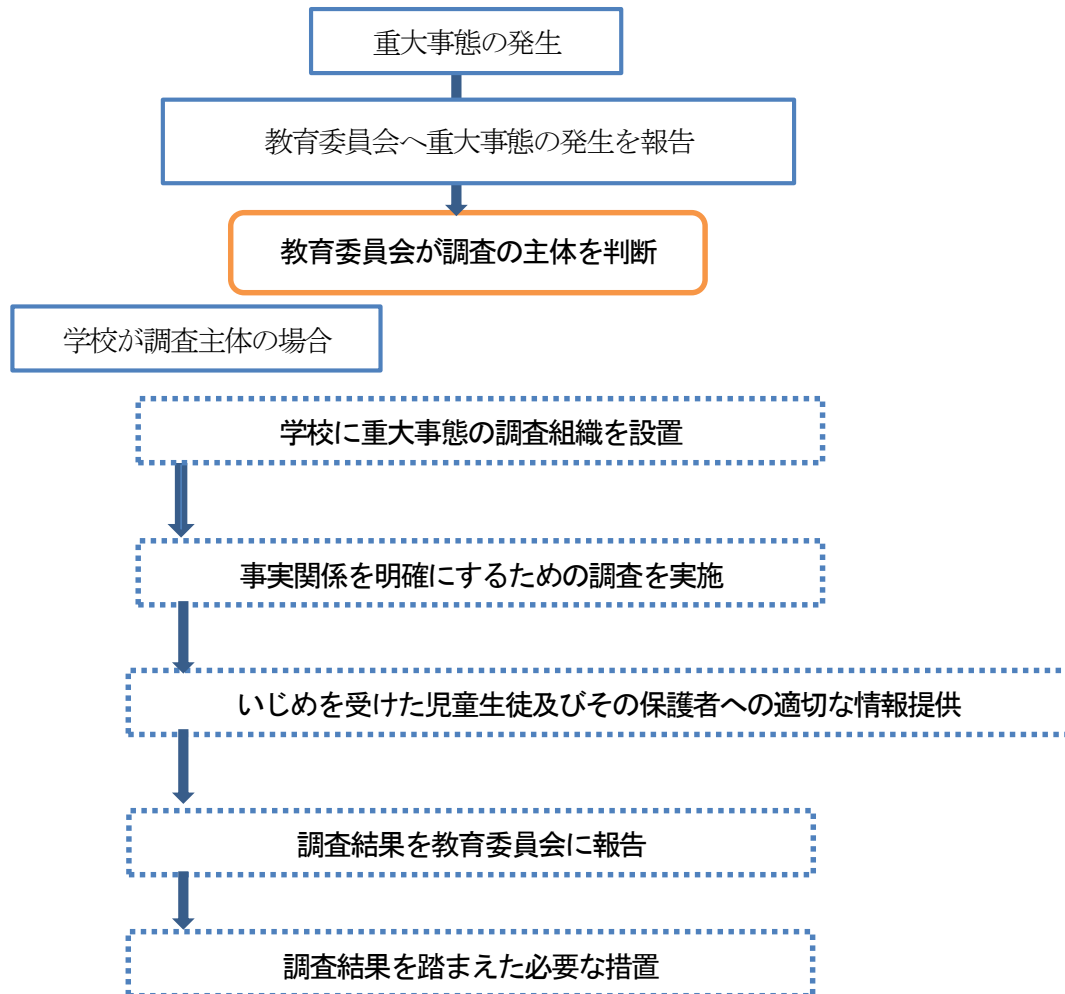 重大事態の発生
教育委員会へ重大事態の発生を報告
教育委員会が調査の主体を判断
学校が調査主体の場合
学校に重大事態の調査組織を設置
事実関係を明確にするための調査を実施
いじめを受けた児童生徒及びその保護者への適切な情報提供
調査結果を教育委員会に報告
調査結果を踏まえた必要な措置